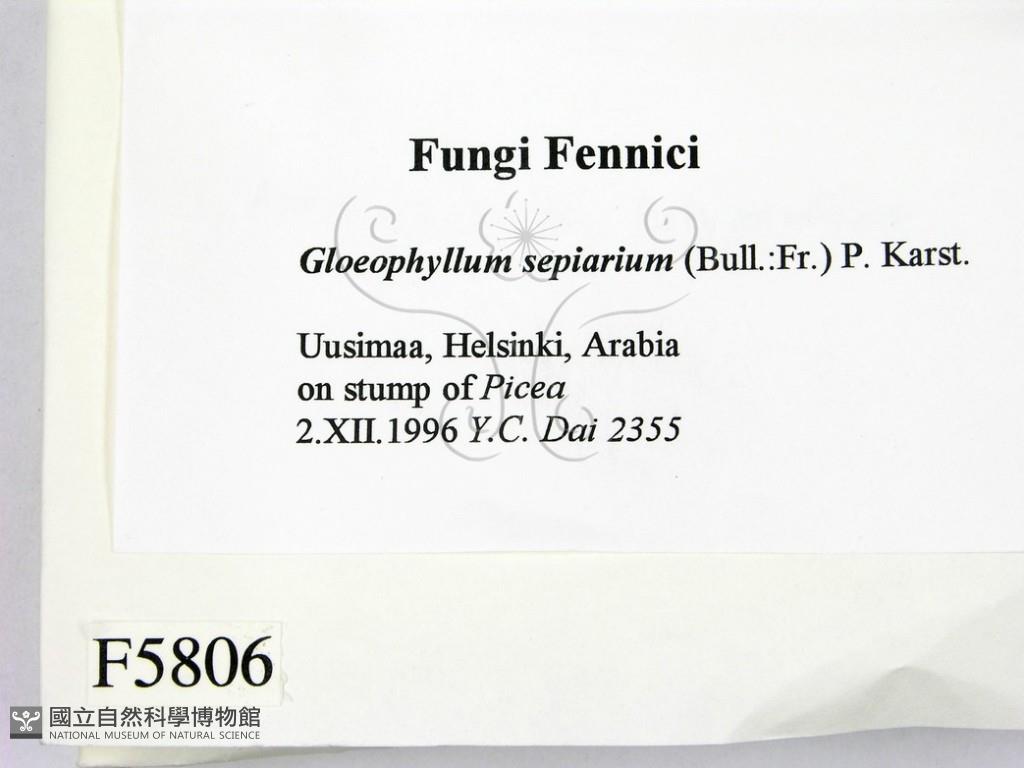 Fungi Fennici
Gloeophyllum sepiarium (Bull.:Fr.) P. Karst.
Uusimaa, Helsinki, Arabia
on stump of Picea
2.XII.1996 Y.C. Dai 2355
F5806
國立自然科學博物館
NATIONAL MUSEUM OF NATURAL SCIENCE